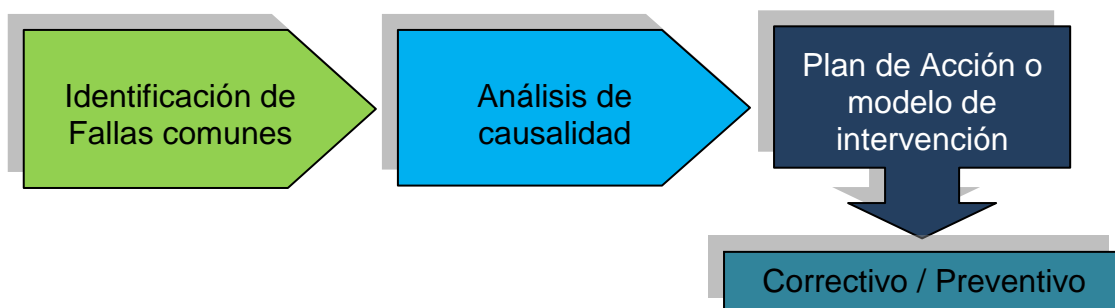 Identificación de
Fallas comunes
Análisis de
causalidad
Plan de Acción o
modelo de
intervención
Correctivo / Preventivo